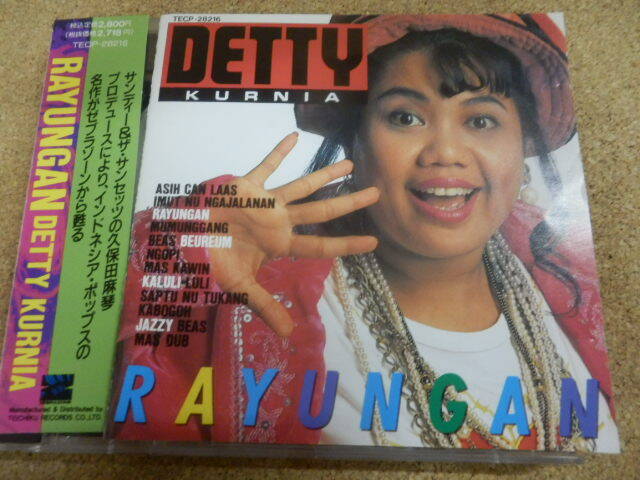 税込定価2,800円
(税抜価格2,718円)
TECP-28216
RAYUNGAN DETTY KURNIA
サンディー&ザ・サンセッツの久保田麻琴
プロデュースにより、インドネシア・ポップスの
名作がゼブラゾーンから甦る
Manufactured & Distributed by
TEICHIKU RECORDS CO.,LTD.
TECP-28216
DETTY
KURNIA
ASIH CAN LAAS
IMUT NU NGAJALANAN
RAYUNGAN
MUMUNGGANG
BEAS BEUREUM
NGOPI
MAS KAWIN
KALULI-LULI
SAPTU NU TUKANG
KABOGOH
JAZZY BEAS
MAS DUB
RAYUNGAN